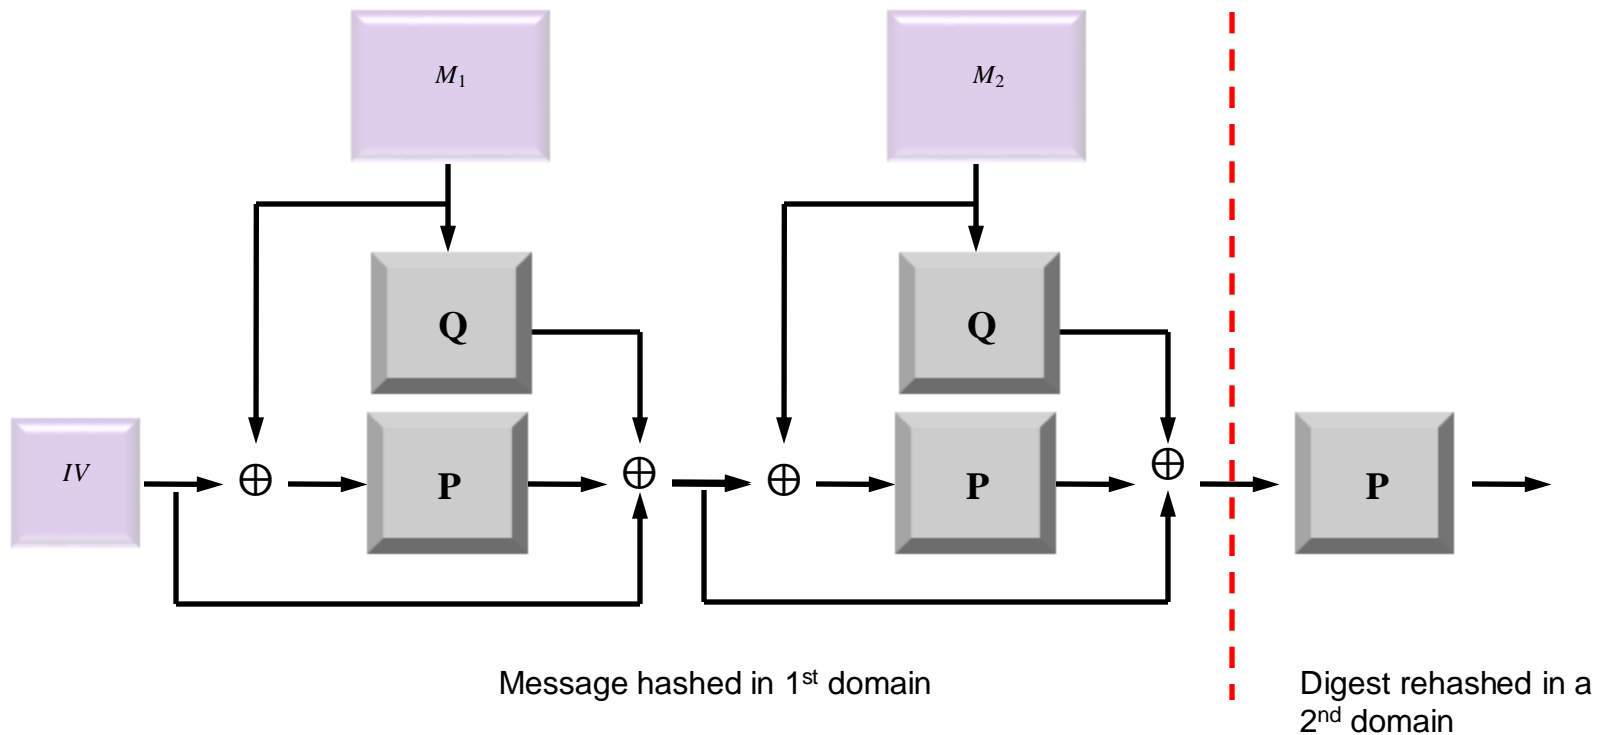 M₁
M₂
Q
Q
IV
⊕
P
⊕
⊕
P
⊕
P
Message hashed in 1ˢᵗ domain
Digest rehashed in a
2ⁿᵈ domain